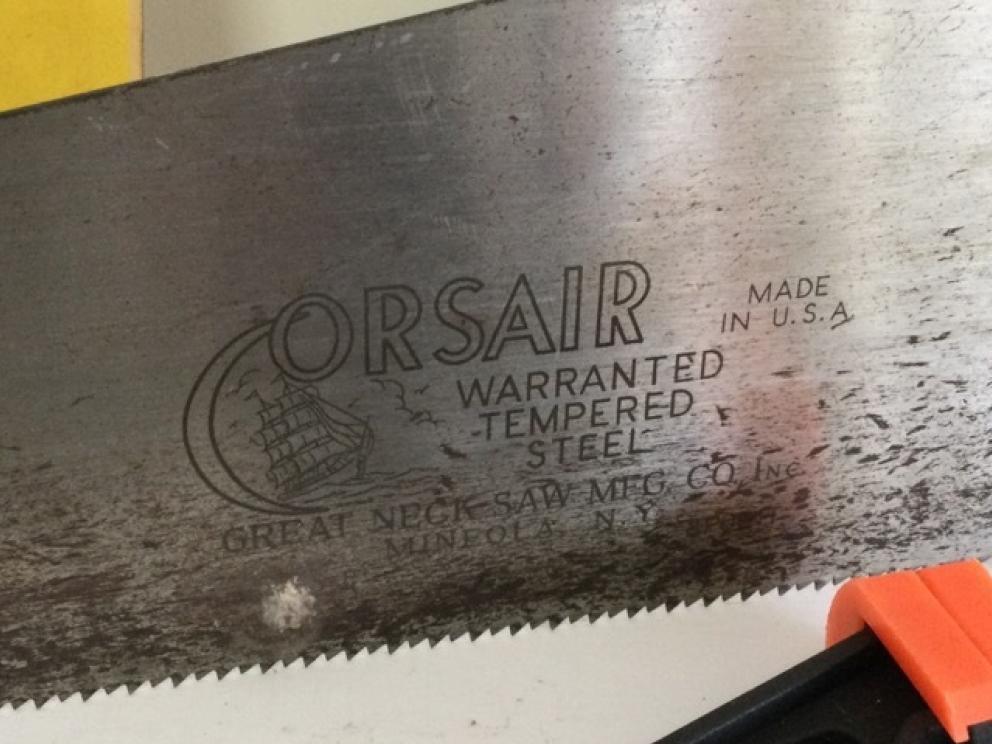 CORSAIR
MADE
IN U.S.A
WARRANTED
TEMPERED
STEEL
GREAT NECK SAW MFG. CO. INC.
MINEOLA, N.Y.